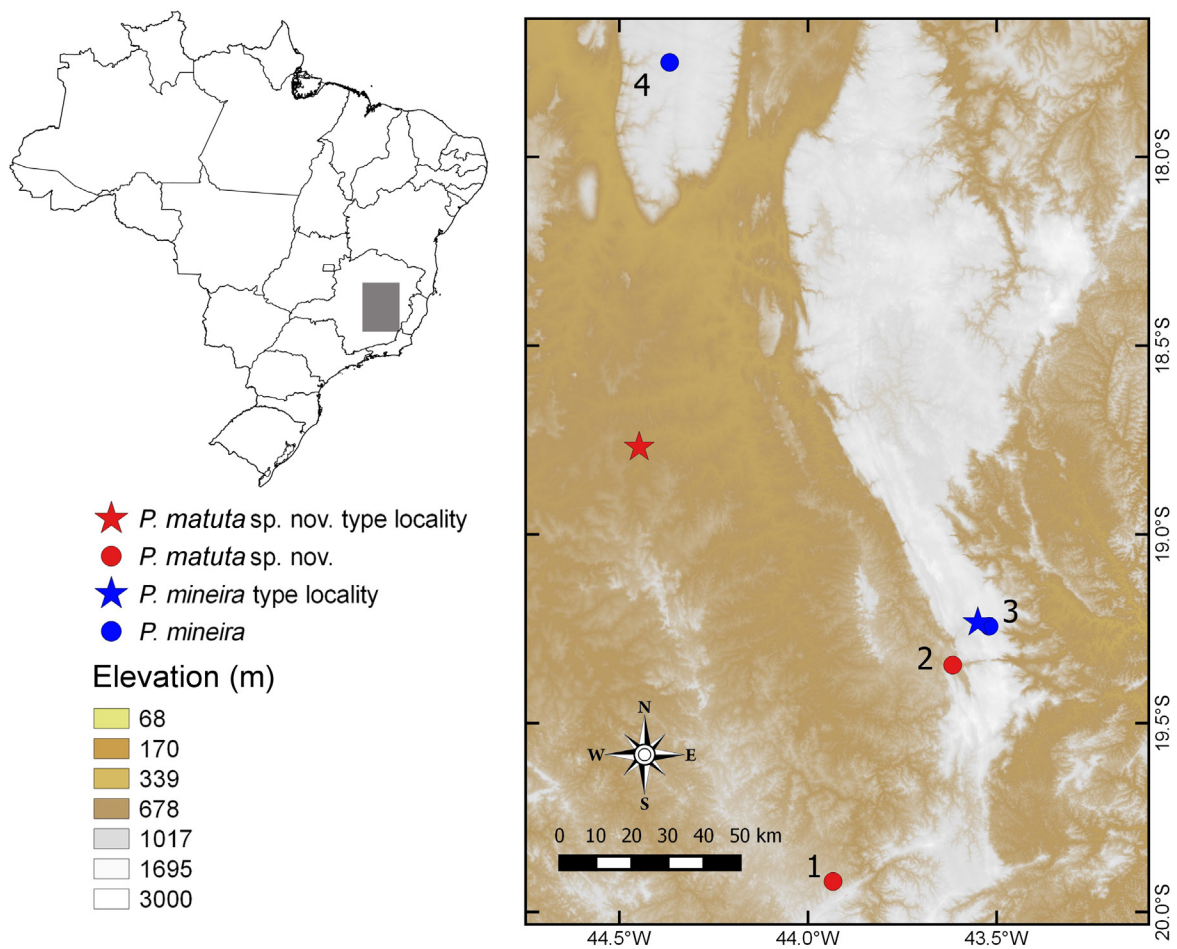 P. matuta sp. nov. type locality
P. matuta sp. nov.
P. mineira type locality
P. mineira
Elevation (m)
68
170
339
678
1017
1695
3000
4
3
2
1
N
W E
S
0 10 20 30 40 50 km
18.0°S
18.5°S
19.0°S
19.5°S
20.0°S
44.5°W 44.0°W 43.5°W